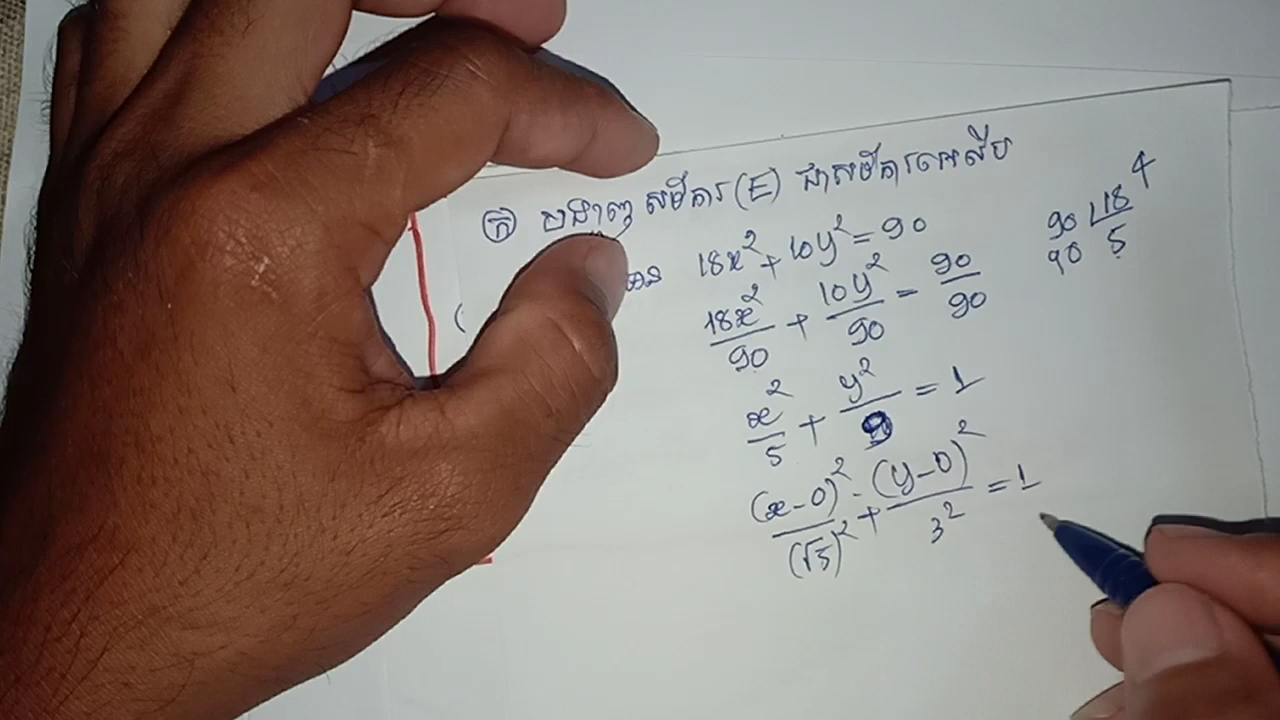 ក បង្ហាញ សមីការ (E) ជាសមីការអេលីប
មាន 18x² + 10y² = 90
18x²/90 + 10y²/90 = 90/90
x²/5 + y²/9 = 1
(x-0)²/(√5)² + (y-0)²/3² = 1
90 18 4
90 5